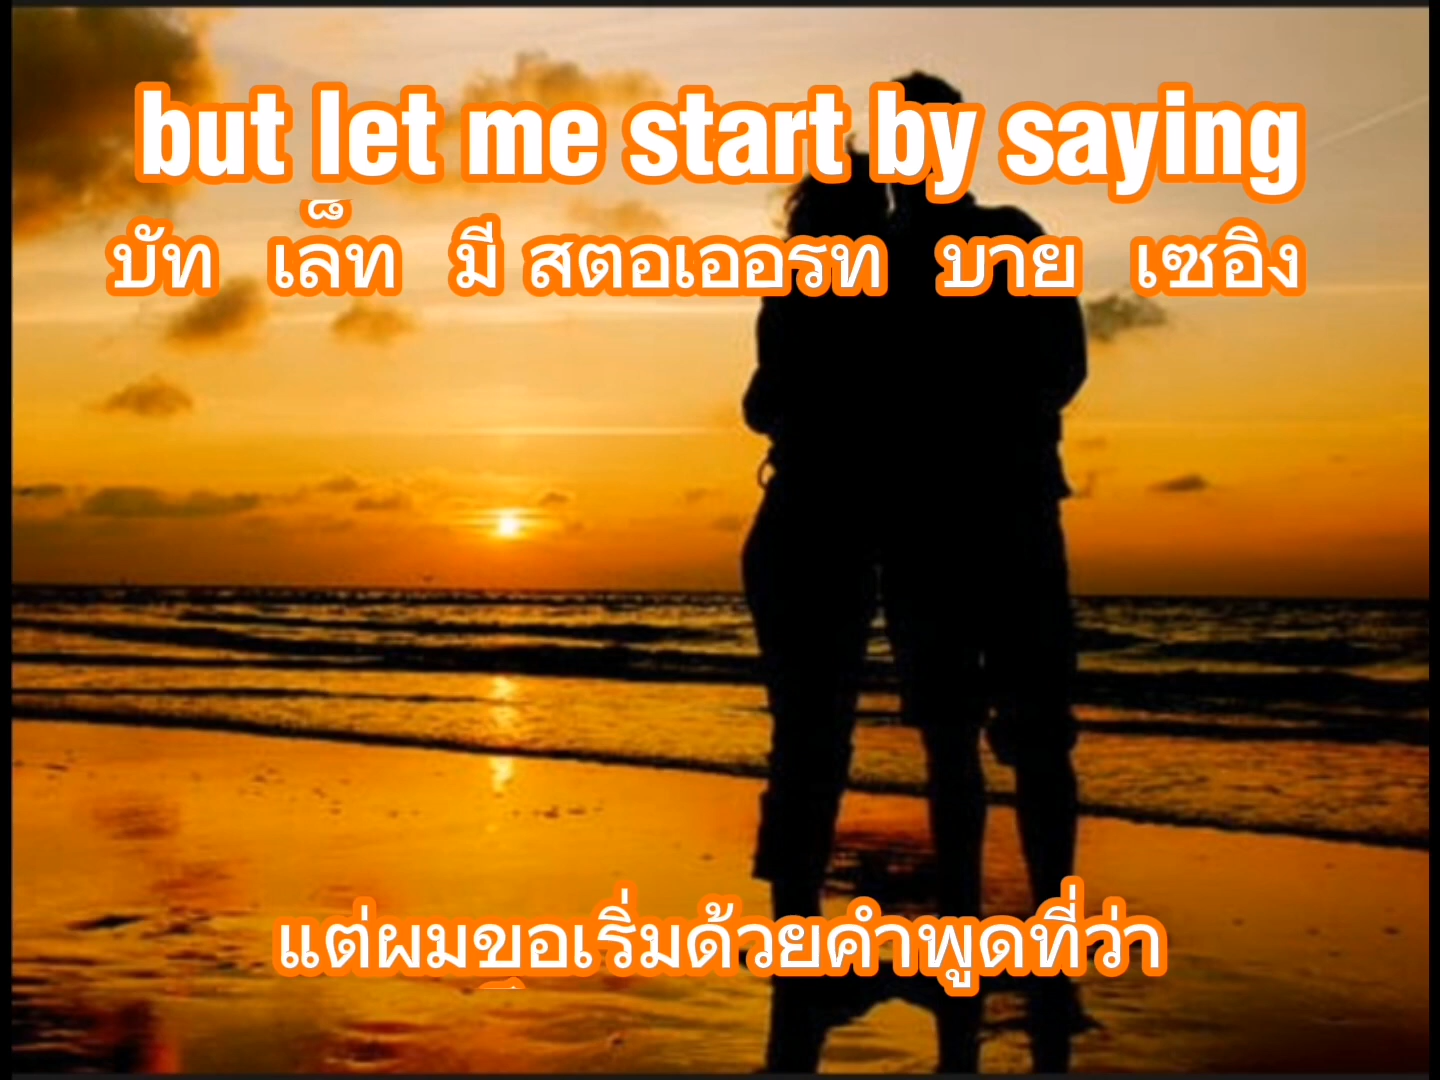 but let me start by saying
บัท เล็ท มี สตอเออรท บาย เซอิง
แต่ผมขอเริ่มด้วยคำพูดที่ว่า